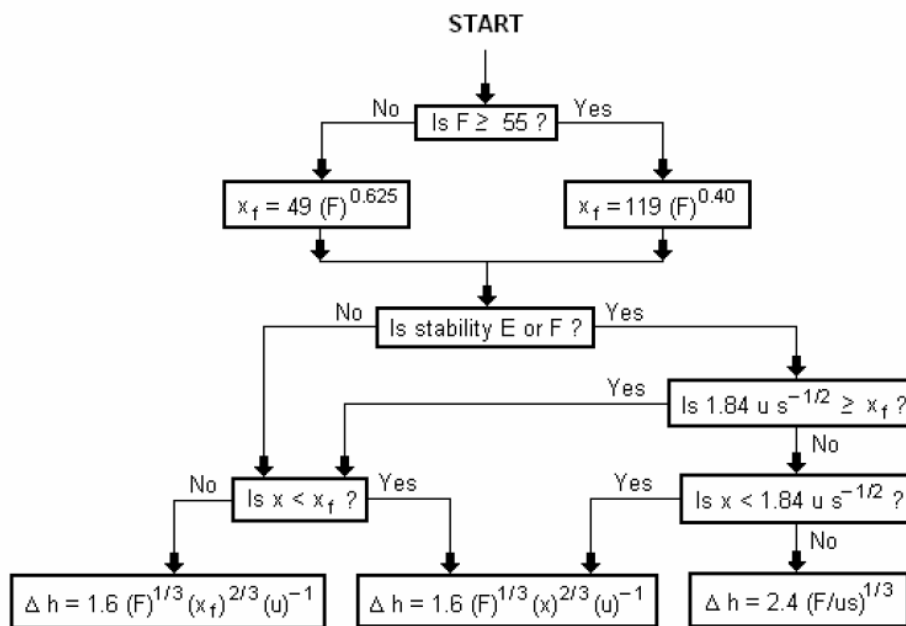 START
No
Yes
Is F ≥ 55 ?
x_f = 49 (F)^0.625
x_f = 119 (F)^0.40
No
Yes
Is stability E or F ?
Yes
Is 1.84 u s^−1/2 ≥ x_f ?
No
No
Yes
Yes
Is x < x_f ?
Is x < 1.84 u s^−1/2 ?
No
Δ h = 1.6 (F)^1/3 (x_f)^2/3 (u)^−1
Δ h = 1.6 (F)^1/3 (x)^2/3 (u)^−1
Δ h = 2.4 (F/us)^1/3